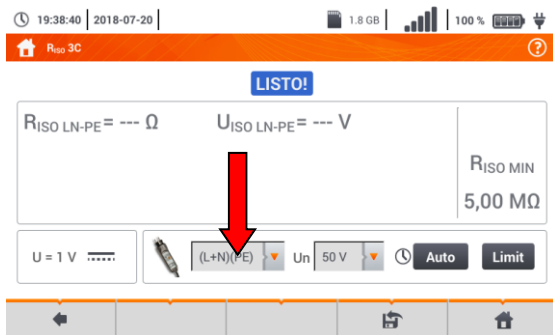 19:38:40 2018-07-20 1.8 GB 100 %
RISO 3C ?
LISTO!
RISO LN-PE= --- Ω UISO LN-PE= --- V
RISO MIN
5,00 MΩ
U = 1 V (L+N)(PE) Un 50 V Auto Limit